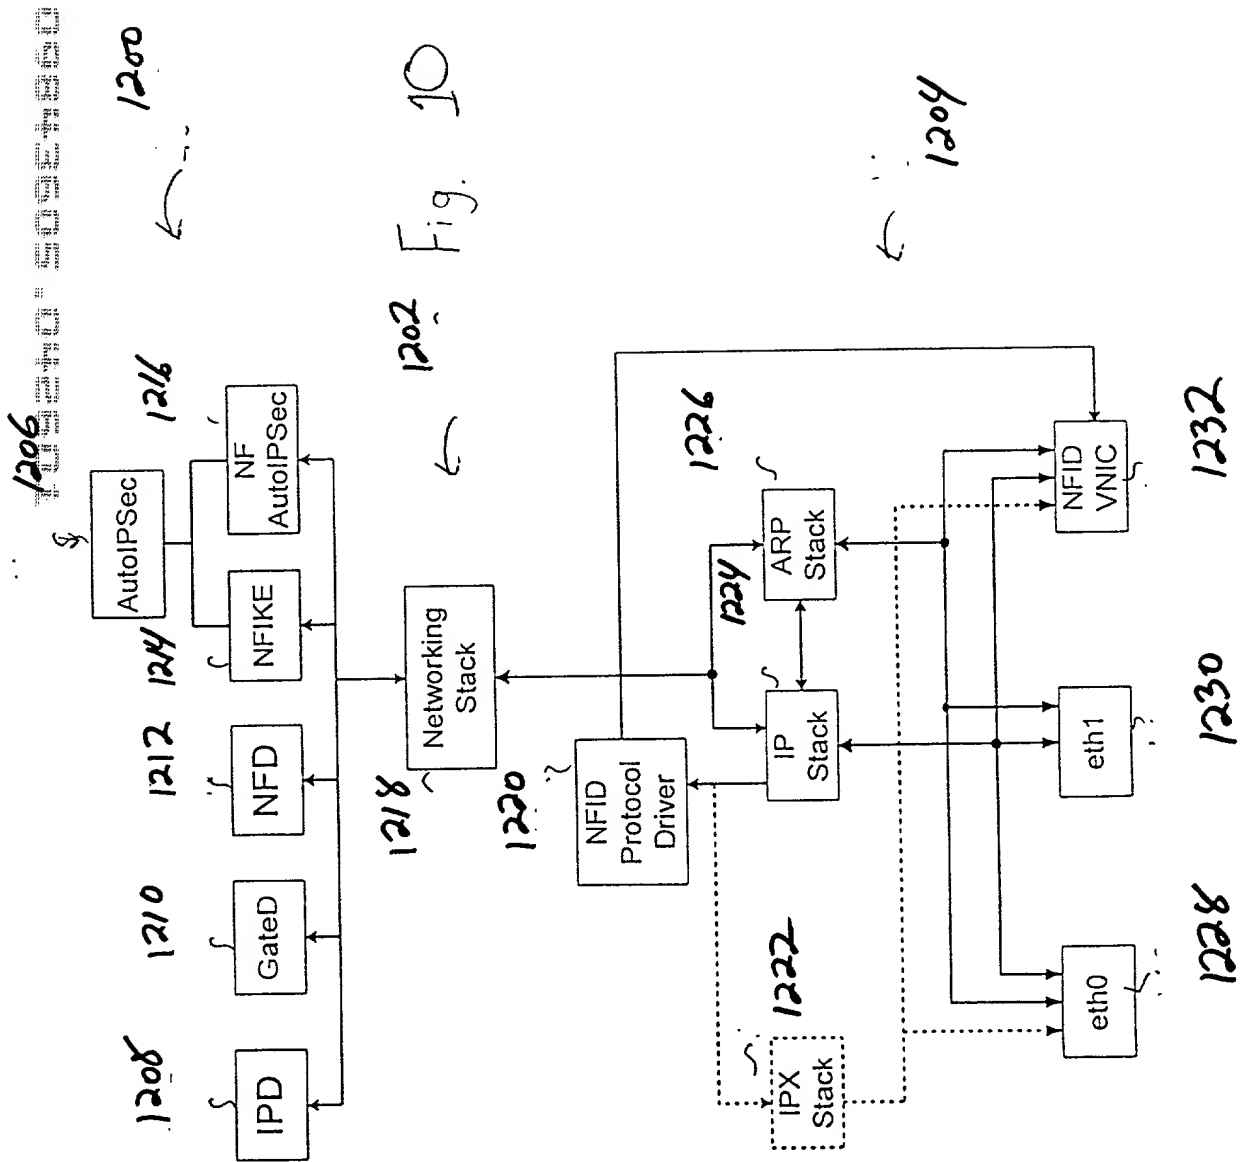 1206
1200
AutoIPSec
1208
1210
1212
1214
1216
IPD
GateD
NFD
NFIKE
NF
AutoIPSec
1202
Fig. 10
1218
Networking
Stack
1220
NFID
Protocol
Driver
1222
1224
1226
1204
IPX
Stack
IP
Stack
ARP
Stack
eth0
eth1
NFID
VNIC
1228
1230
1232